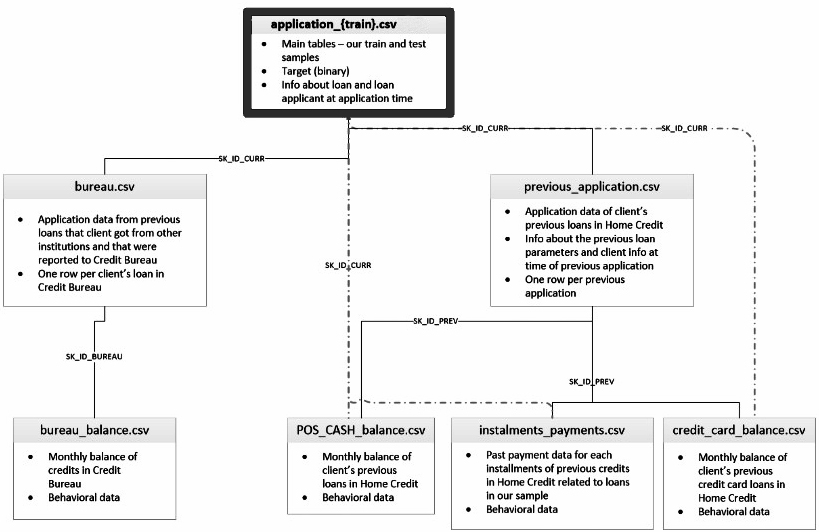 application_{train}.csv
• Main tables – our train and test
samples
• Target (binary)
• Info about loan and loan
applicant at application time
SK_ID_CURR
SK_ID_CURR
SK_ID_CURR
bureau.csv
• Application data from previous
loans that client got from other
institutions and that were
reported to Credit Bureau
• One row per client's loan in
Credit Bureau
previous_application.csv
• Application data of client's
previous loans in Home Credit
• Info about the previous loan
parameters and client info at
time of previous application
• One row per previous
application
SK_ID_CURR
SK_ID_PREV
SK_ID_BUREAU
SK_ID_PREV
bureau_balance.csv
• Monthly balance of
credits in Credit
Bureau
• Behavioral data
POS_CASH_balance.csv
• Monthly balance of
client's previous
loans in Home Credit
• Behavioral data
instalments_payments.csv
• Past payment data for each
installments of previous credits
in Home Credit related to loans
in our sample
• Behavioral data
credit_card_balance.csv
• Monthly balance of
client's previous
credit card loans in
Home Credit
• Behavioral data